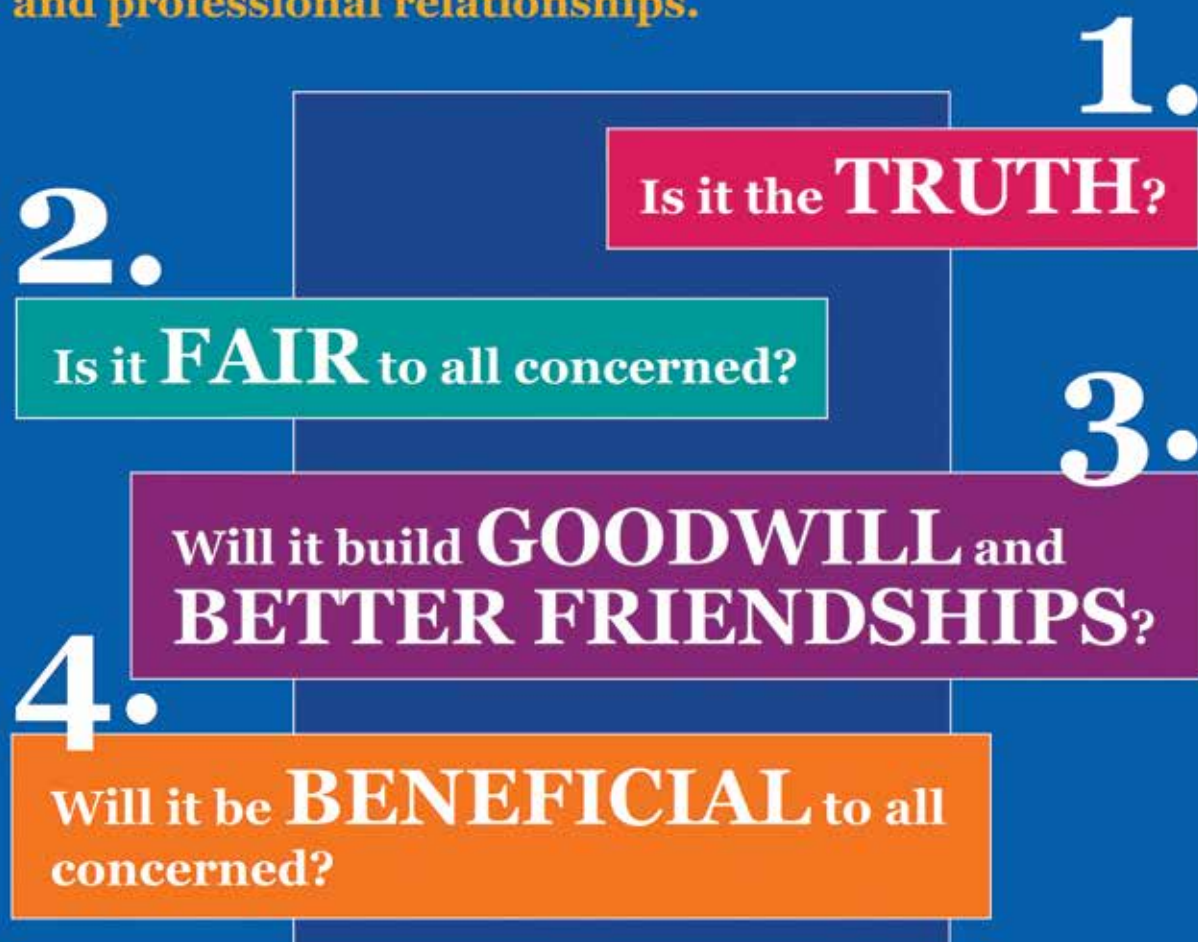 and professional relationships.
1.
Is it the TRUTH?
2.
Is it FAIR to all concerned?
3.
Will it build GOODWILL and
BETTER FRIENDSHIPS?
4.
Will it be BENEFICIAL to all
concerned?